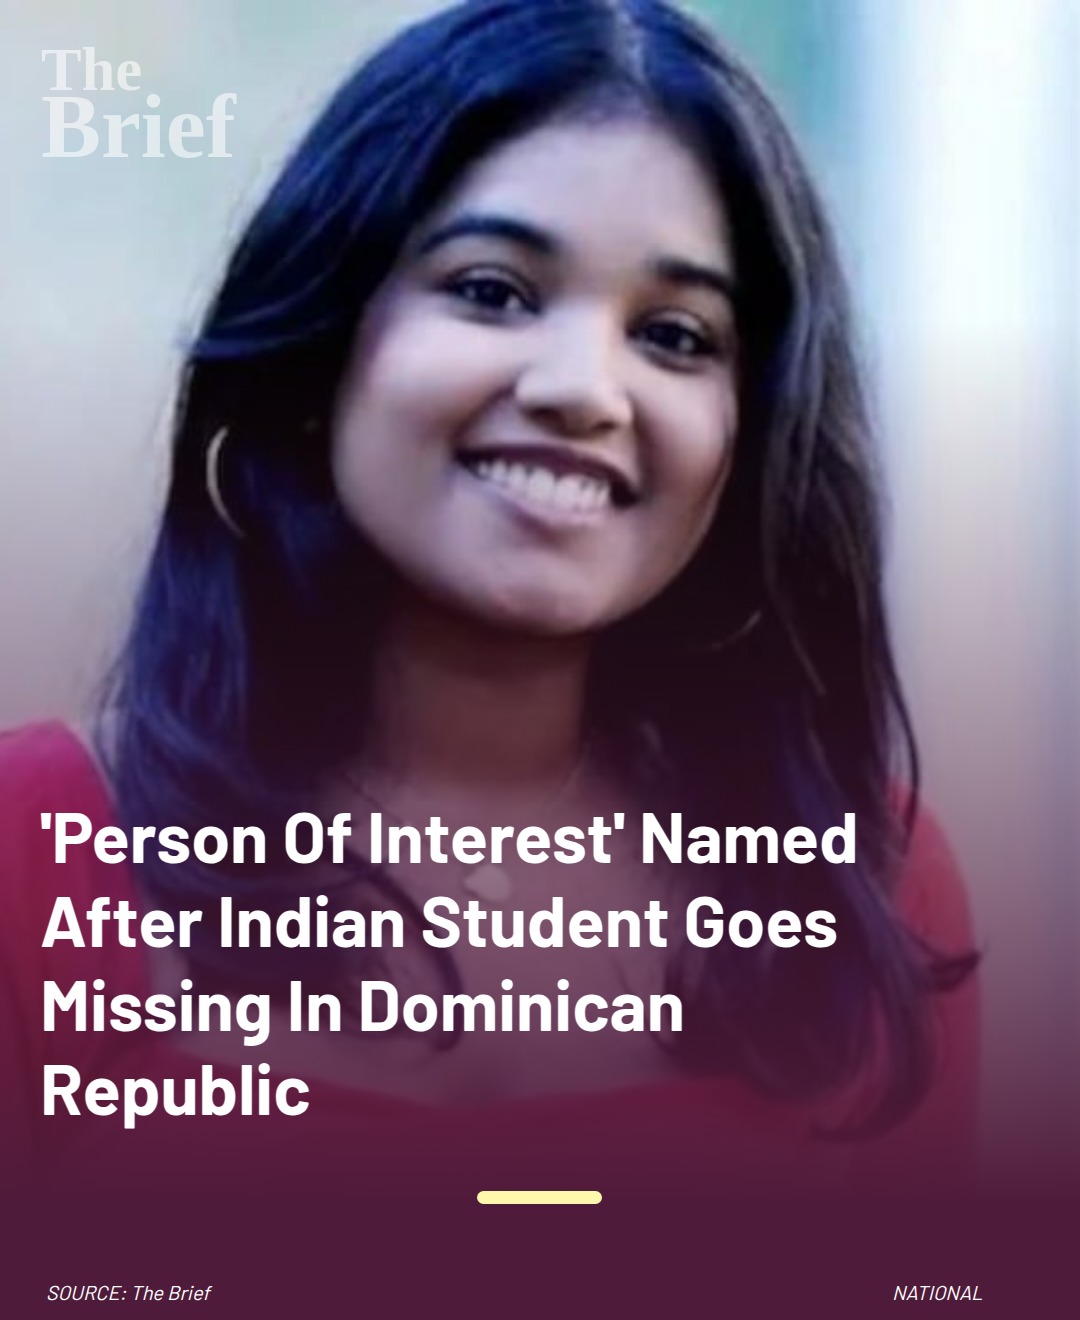 The
Brief
'Person Of Interest' Named
After Indian Student Goes
Missing In Dominican
Republic
SOURCE: The Brief
NATIONAL